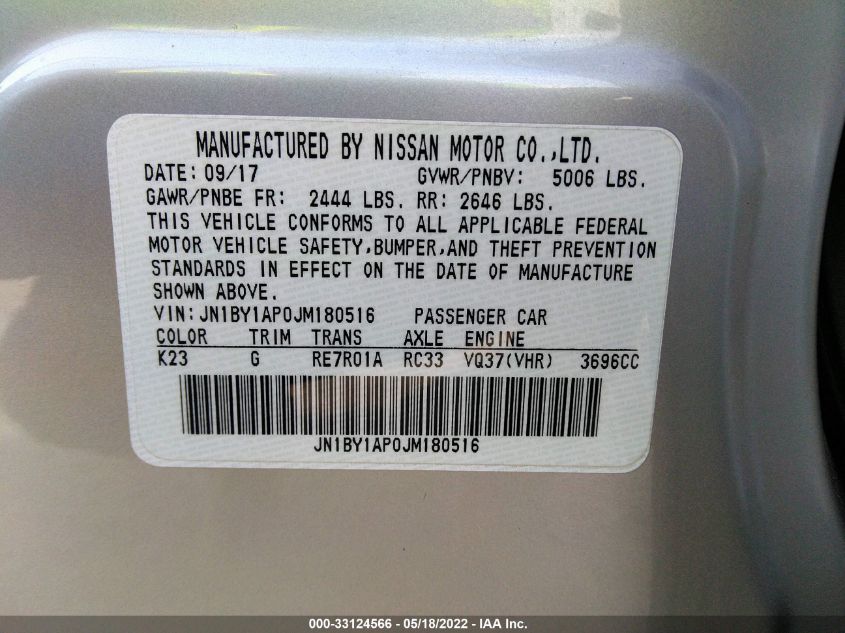 MANUFACTURED BY NISSAN MOTOR CO.,LTD.
DATE: 09/17 GVWR/PNBV: 5006 LBS.
GAWR/PNBE FR: 2444 LBS. RR: 2646 LBS.
THIS VEHICLE CONFORMS TO ALL APPLICABLE FEDERAL
MOTOR VEHICLE SAFETY,BUMPER,AND THEFT PREVENTION
STANDARDS IN EFFECT ON THE DATE OF MANUFACTURE
SHOWN ABOVE.
VIN:JN1BY1AP0JM180516 PASSENGER CAR
COLOR TRIM TRANS AXLE ENGINE
K23 G RE7R01A RC33 VQ37(VHR) 3696CC
JN1BY1AP0JM180516
000-33124566 - 05/18/2022 - IAA Inc.